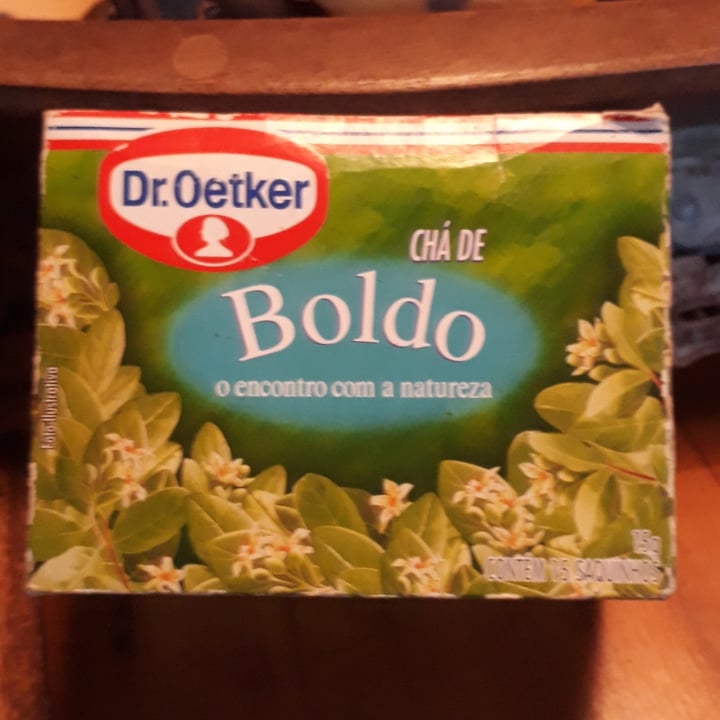 Dr. Oetker
CHÁ DE
Boldo
o encontro com a natureza
Foto Ilustrativa
15g
CONTÉM 15 SAQUINHOS